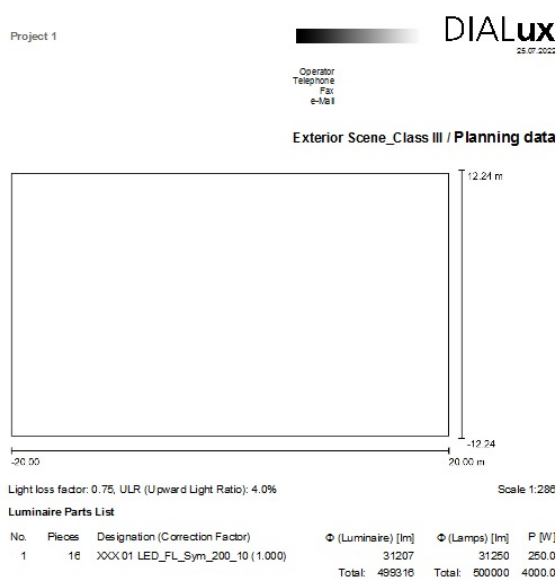 Project 1
DIALux
25.07.2022
Operator
Telephone
Fax
e-Mail
Exterior Scene_Class III / Planning data
12.24 m
-12.24
-20.00
20.00 m
Light loss factor: 0.75, ULR (Upward Light Ratio): 4.0%
Scale 1:286
Luminaire Parts List
No. Pieces Designation (Correction Factor) Φ (Luminaire) [lm] Φ (Lamps) [lm] P [W]
1 16 XXX 01 LED_FL_Sym_200_10 (1.000) 31207 31250 250.0
Total: 499316 Total: 500000 4000.0